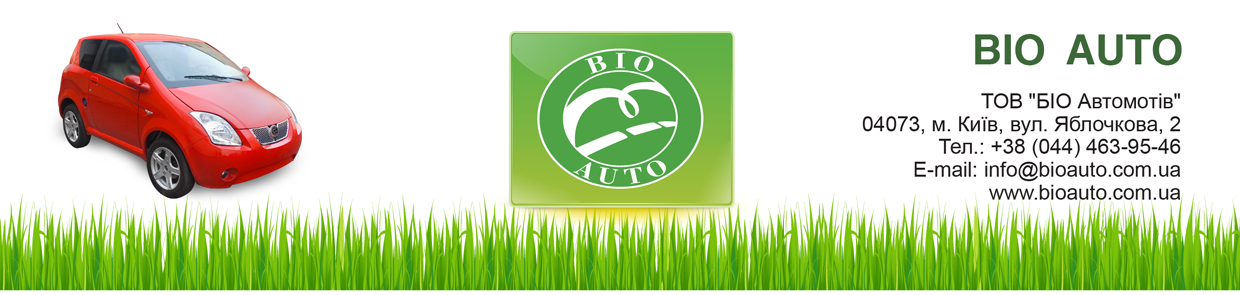 BIO
AUTO
BIO AUTO
ТОВ "БІО Автомотів"
04073, м. Київ, вул. Яблочкова, 2
Тел.: +38 (044) 463-95-46
E-mail: info@bioauto.com.ua
www.bioauto.com.ua